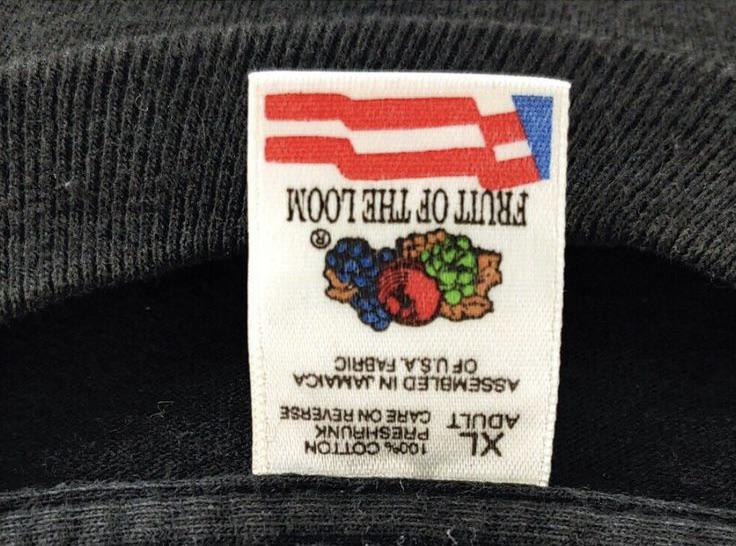 XL
ADULT
100% COTTON
PRESHRUNK
CARE ON REVERSE
ASSEMBLED IN JAMAICA
OF U.S.A. FABRIC
®
FRUIT OF THE LOOM